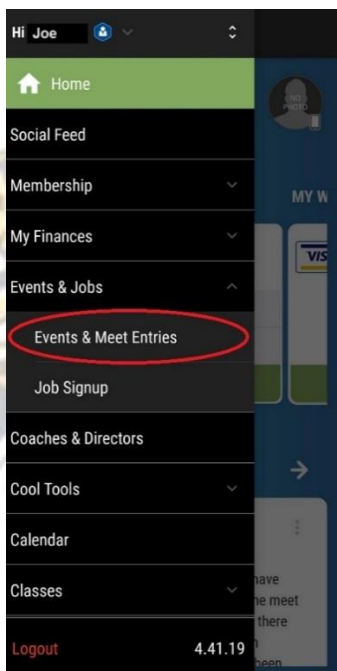 Hi Joe
Home
NO
PHOTO
Social Feed
Membership
MY W
My Finances
VIS
Events & Jobs
Events & Meet Entries
Job Signup
Coaches & Directors
Cool Tools
Calendar
Classes
have
he meet
there
been
Logout
4.41.19